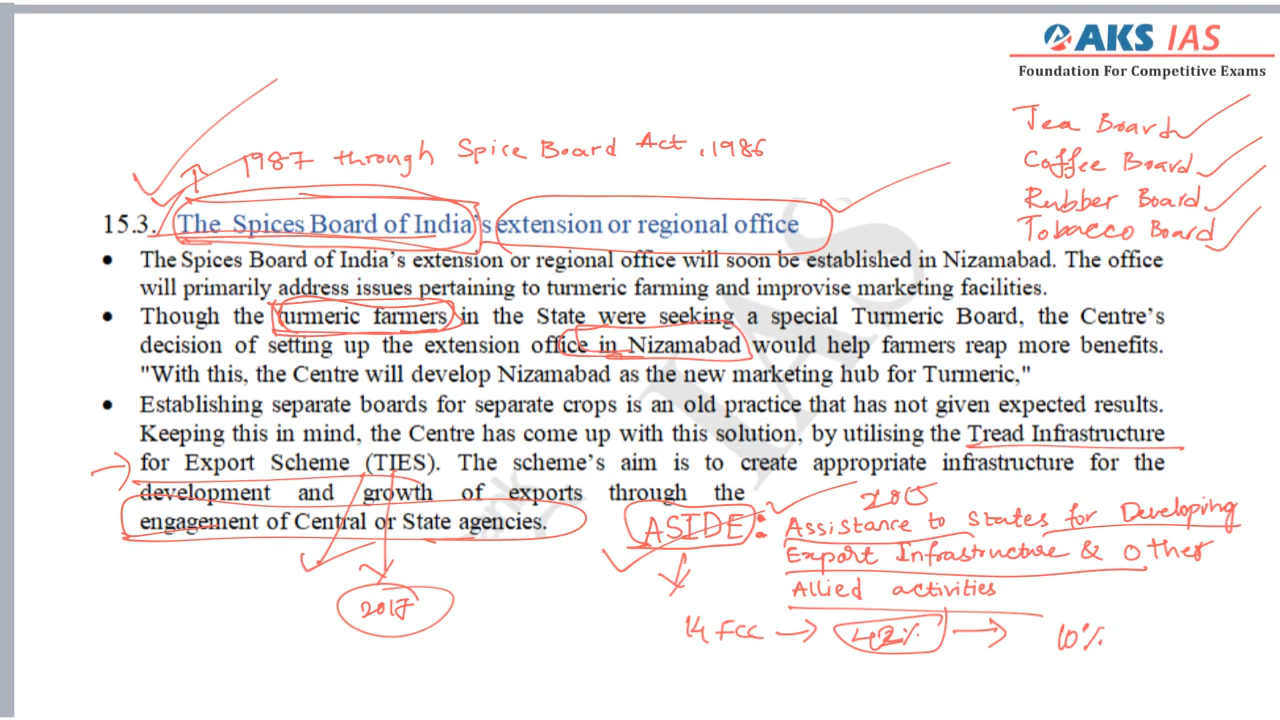 AKS IAS
Foundation For Competitive Exams
Tea Board
Coffee Board
Rubber Board
Tobacco Board
1987 through Spice Board Act, 1986
15.3. The Spices Board of India's extension or regional office
• The Spices Board of India's extension or regional office will soon be established in Nizamabad. The office
will primarily address issues pertaining to turmeric farming and improvise marketing facilities.
• Though the turmeric farmers in the State were seeking a special Turmeric Board, the Centre's
decision of setting up the extension office in Nizamabad would help farmers reap more benefits.
"With this, the Centre will develop Nizamabad as the new marketing hub for Turmeric,"
• Establishing separate boards for separate crops is an old practice that has not given expected results.
Keeping this in mind, the Centre has come up with this solution, by utilising the Tread Infrastructure
for Export Scheme (TIES). The scheme's aim is to create appropriate infrastructure for the
development and growth of exports through the
engagement of Central or State agencies.
2015
ASIDE: Assistance to States for Developing
Export Infrastructure & Other
Allied activities
2017
14 FCC → 42% → 10%
IAS